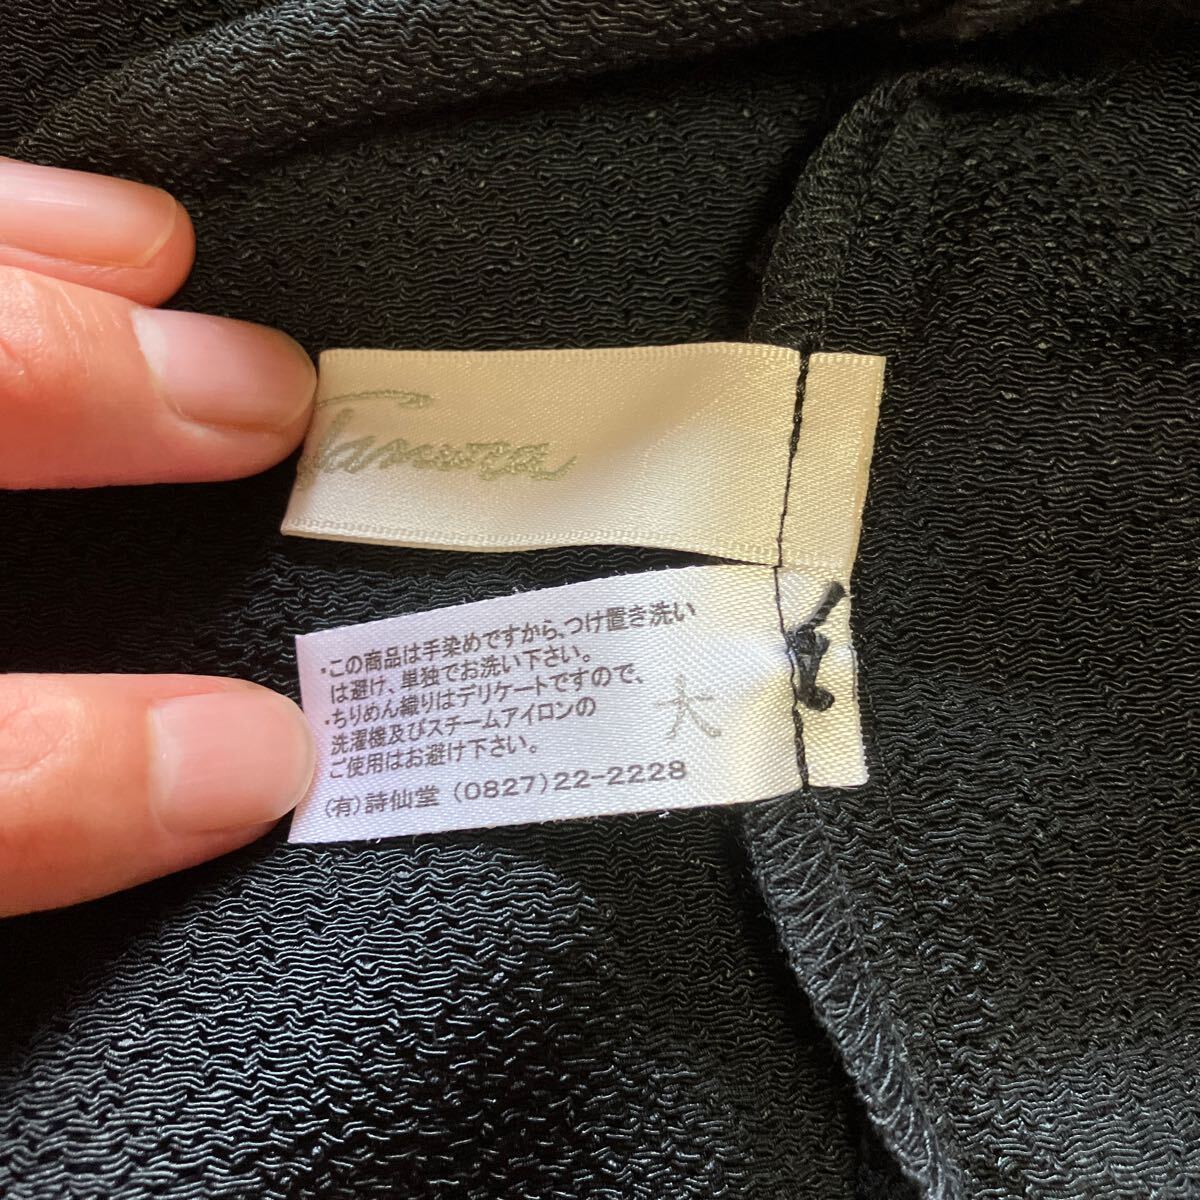 Tamura
・この商品は手染めですから、つけ置き洗い
は避け、単独でお洗い下さい。
・ちりめん織りはデリケートですので、
洗濯機及びスチームアイロンの
ご使用はお避け下さい。
大
(有)詩仙堂 (0827)22-2228